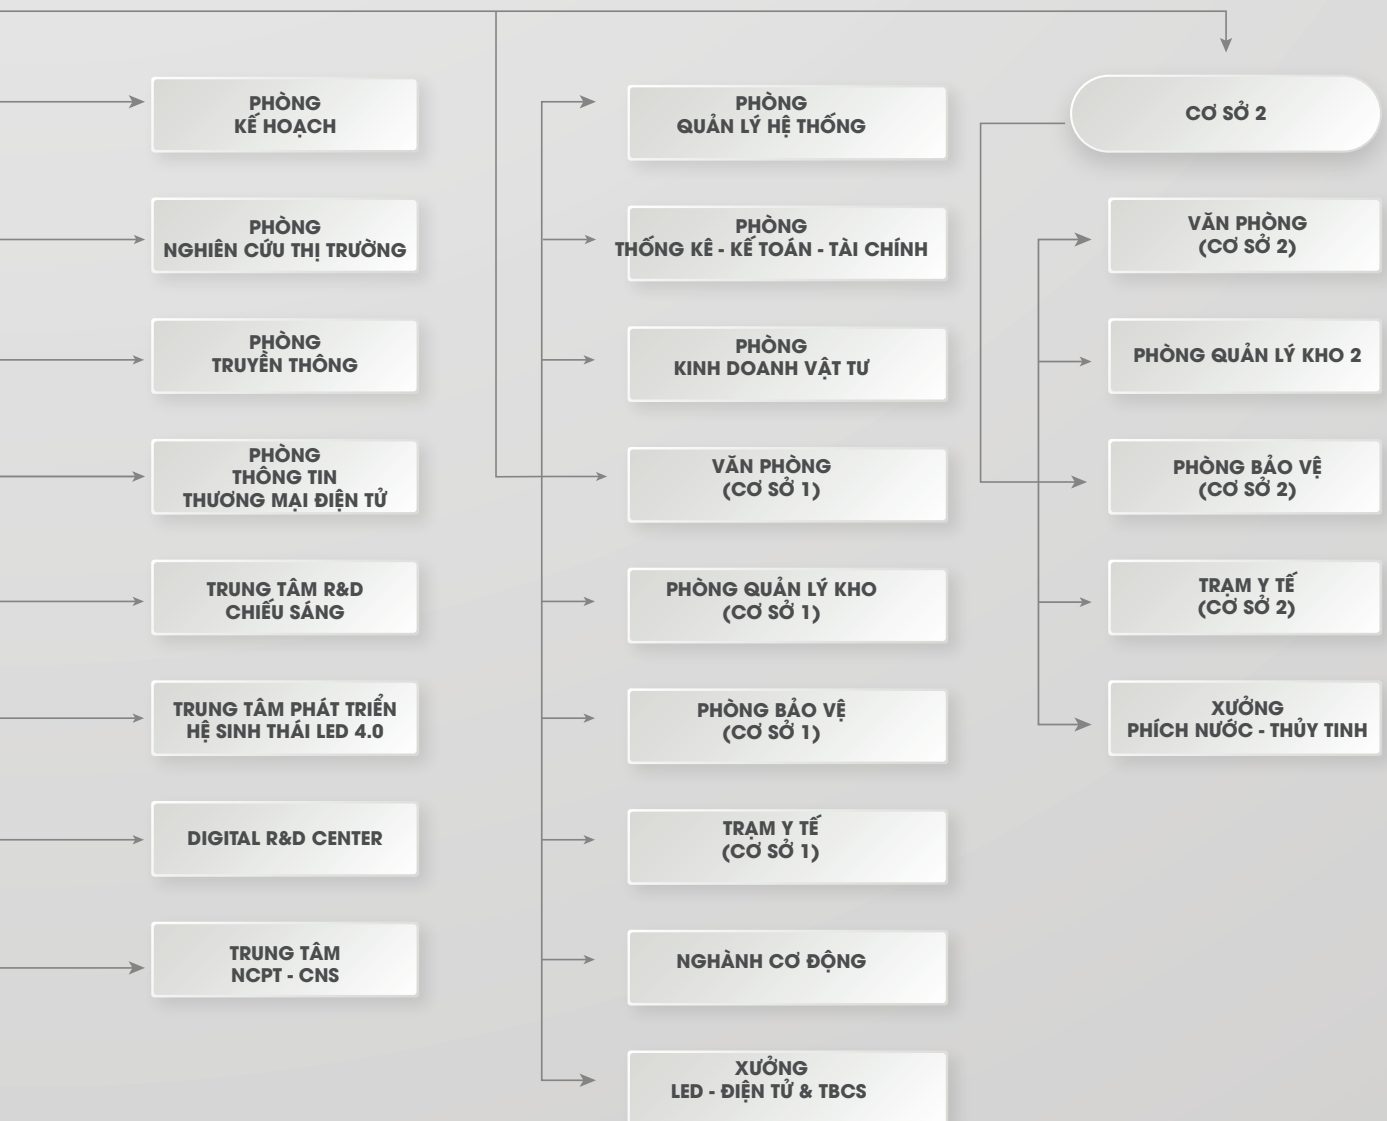 PHÒNG
KẾ HOẠCH
PHÒNG
NGHIÊN CỨU THỊ TRƯỜNG
PHÒNG
TRUYỀN THÔNG
PHÒNG
THÔNG TIN
THƯƠNG MẠI ĐIỆN TỬ
TRUNG TÂM R&D
CHIẾU SÁNG
TRUNG TÂM PHÁT TRIỂN
HỆ SINH THÁI LED 4.0
DIGITAL R&D CENTER
TRUNG TÂM
NCPT - CNS
PHÒNG
QUẢN LÝ HỆ THỐNG
PHÒNG
THỐNG KÊ - KẾ TOÁN - TÀI CHÍNH
PHÒNG
KINH DOANH VẬT TƯ
VĂN PHÒNG
(CƠ SỞ 1)
PHÒNG QUẢN LÝ KHO
(CƠ SỞ 1)
PHÒNG BẢO VỆ
(CƠ SỞ 1)
TRẠM Y TẾ
(CƠ SỞ 1)
NGHÀNH CƠ ĐỘNG
XƯỞNG
LED - ĐIỆN TỬ & TBCS
CƠ SỞ 2
VĂN PHÒNG
(CƠ SỞ 2)
PHÒNG QUẢN LÝ KHO 2
PHÒNG BẢO VỆ
(CƠ SỞ 2)
TRẠM Y TẾ
(CƠ SỞ 2)
XƯỞNG
PHÍCH NƯỚC - THỦY TINH